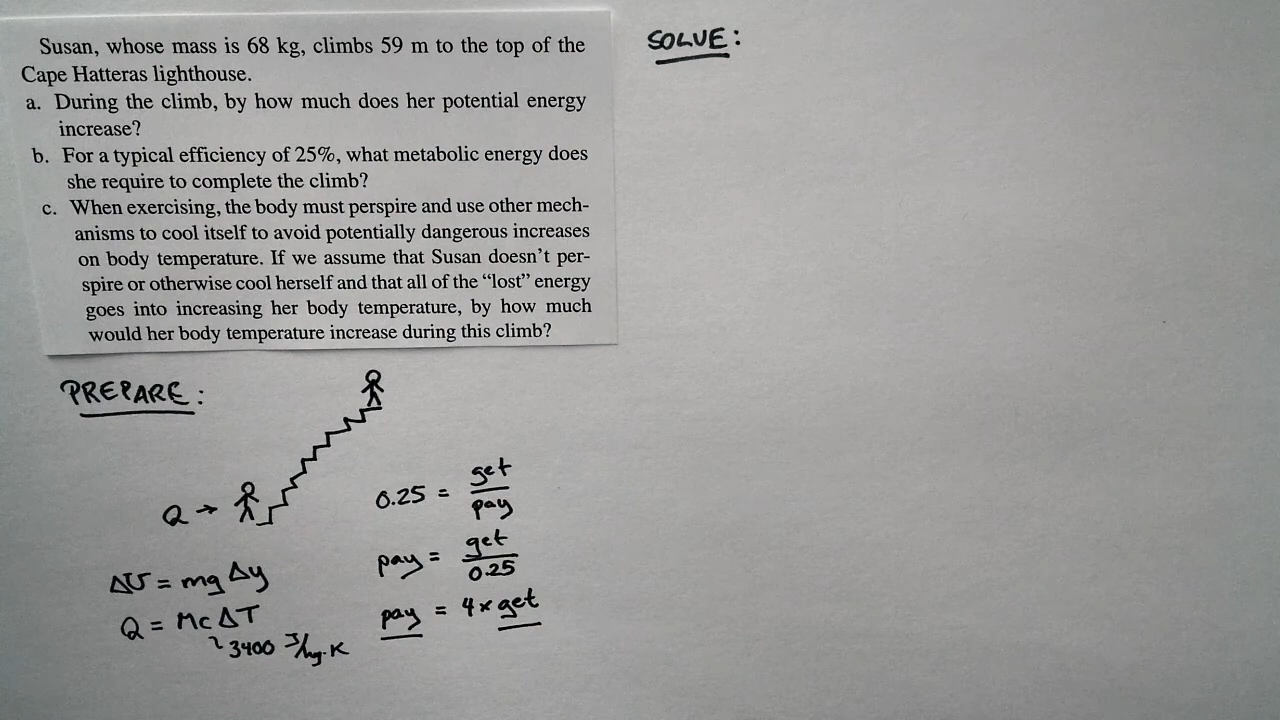 Susan, whose mass is 68 kg, climbs 59 m to the top of the
Cape Hatteras lighthouse.
a. During the climb, by how much does her potential energy
increase?
b. For a typical efficiency of 25%, what metabolic energy does
she require to complete the climb?
c. When exercising, the body must perspire and use other mech-
anisms to cool itself to avoid potentially dangerous increases
on body temperature. If we assume that Susan doesn't per-
spire or otherwise cool herself and that all of the “lost” energy
goes into increasing her body temperature, by how much
would her body temperature increase during this climb?
PREPARE:
Q →
ΔU = mg Δy
Q = McΔT
3400 J/kg·K
0.25 = get/pay
pay = get/0.25
pay = 4 × get
SOLVE: